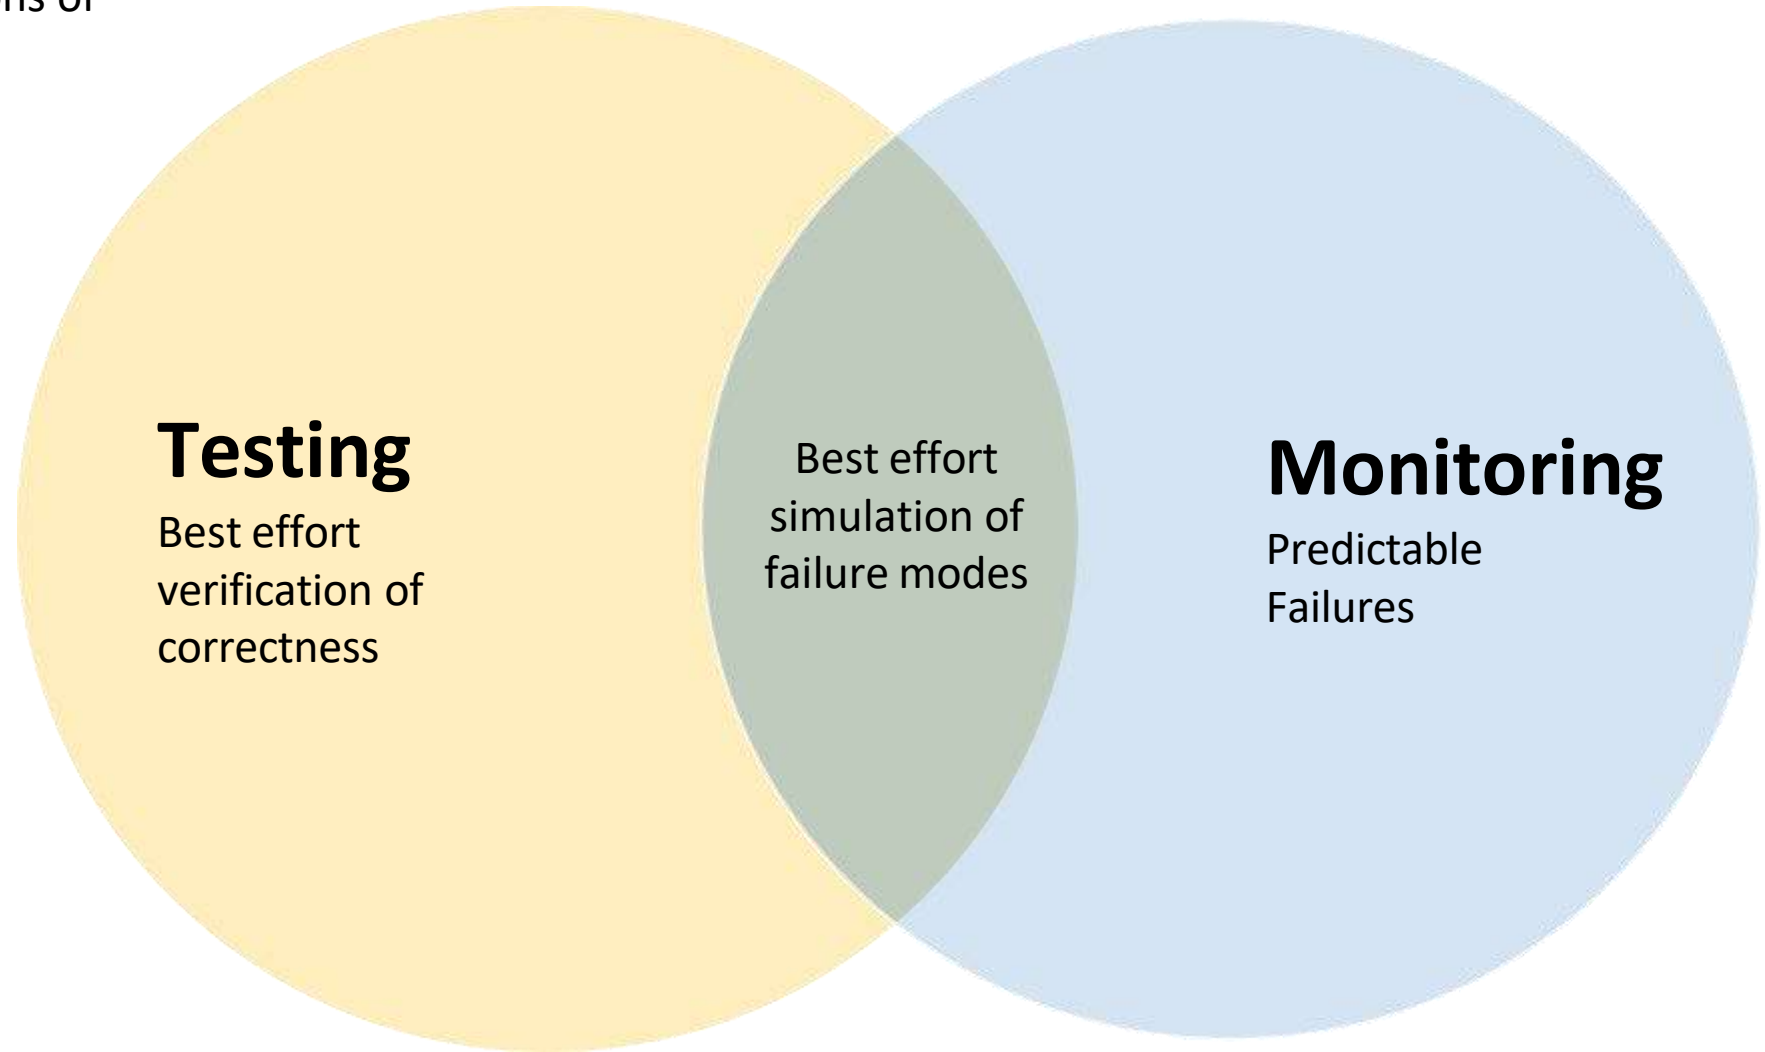 Testing
Best effort
verification of
correctness
Best effort
simulation of
failure modes
Monitoring
Predictable
Failures